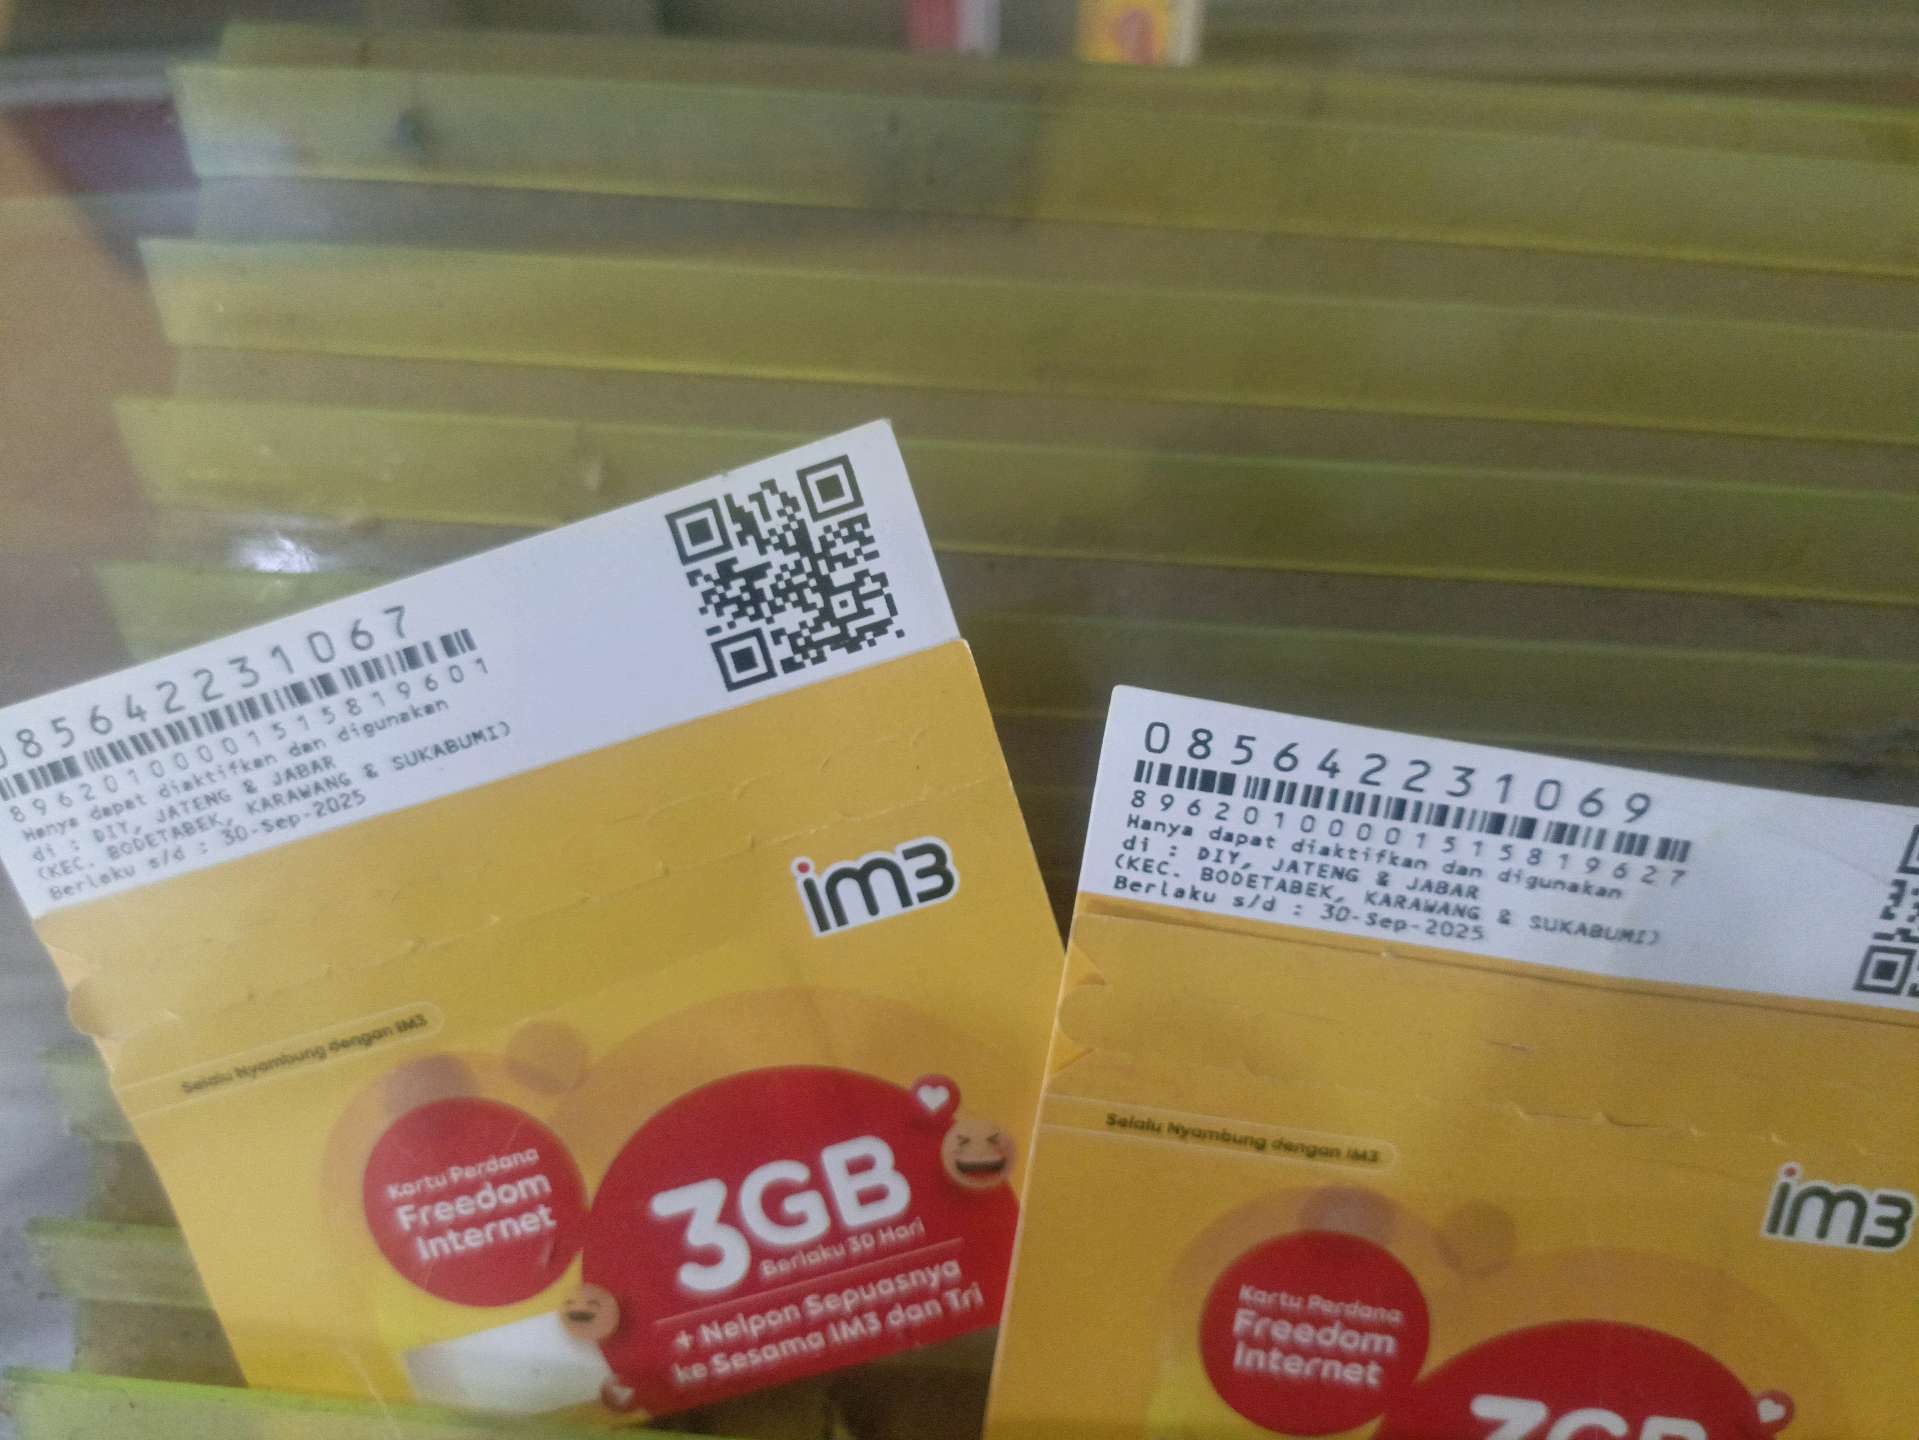 085642231067
89620100001515819601
Hanya dapat diaktifkan dan digunakan
di : DIY, JATENG & JABAR
(KEC. BODETABEK, KARAWANG & SUKABUMI)
Berlaku s/d : 30-Sep-2025
im3
Selalu Nyambung dengan IM3
Kartu Perdana
Freedom
Internet
3GB
Berlaku 30 Hari
+ Nelpon Sepuasnya
ke Sesama IM3 dan Tri
085642231069
89620100001515819627
Hanya dapat diaktifkan dan digunakan
di : DIY, JATENG & JABAR
(KEC. BODETABEK, KARAWANG & SUKABUMI)
Berlaku s/d : 30-Sep-2025
Selalu Nyambung dengan IM3
im3
Kartu Perdana
Freedom
Internet
3GB